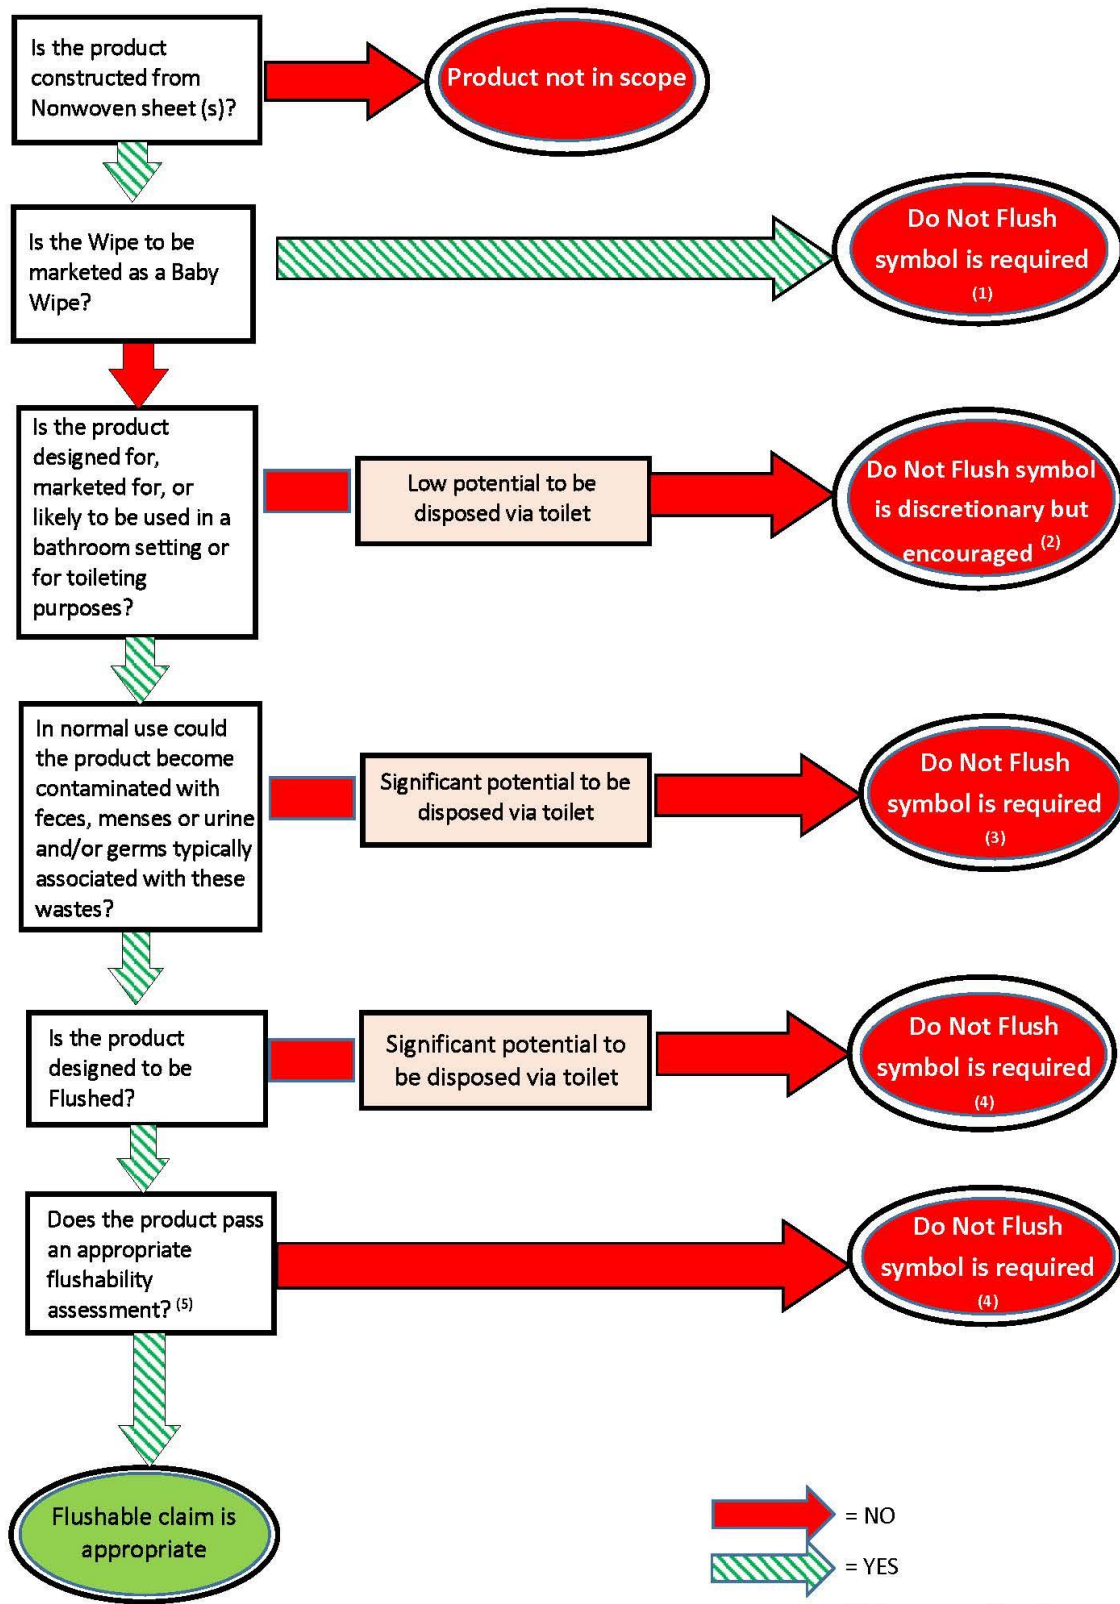 Is the product
constructed from
Nonwoven sheet (s)?
Product not in scope
Is the Wipe to be
marketed as a Baby
Wipe?
Do Not Flush
symbol is required
(1)
Is the product
designed for,
marketed for, or
likely to be used in a
bathroom setting or
for toileting
purposes?
Low potential to be
disposed via toilet
Do Not Flush symbol
is discretionary but
encouraged (2)
In normal use could
the product become
contaminated with
feces, menses or urine
and/or germs typically
associated with these
wastes?
Significant potential to be
disposed via toilet
Do Not Flush
symbol is required
(3)
Is the product
designed to be
Flushed?
Significant potential to
be disposed via toilet
Do Not Flush
symbol is required
(4)
Does the product pass
an appropriate
flushability
assessment? (5)
Do Not Flush
symbol is required
(4)
Flushable claim is
appropriate
= NO
= YES